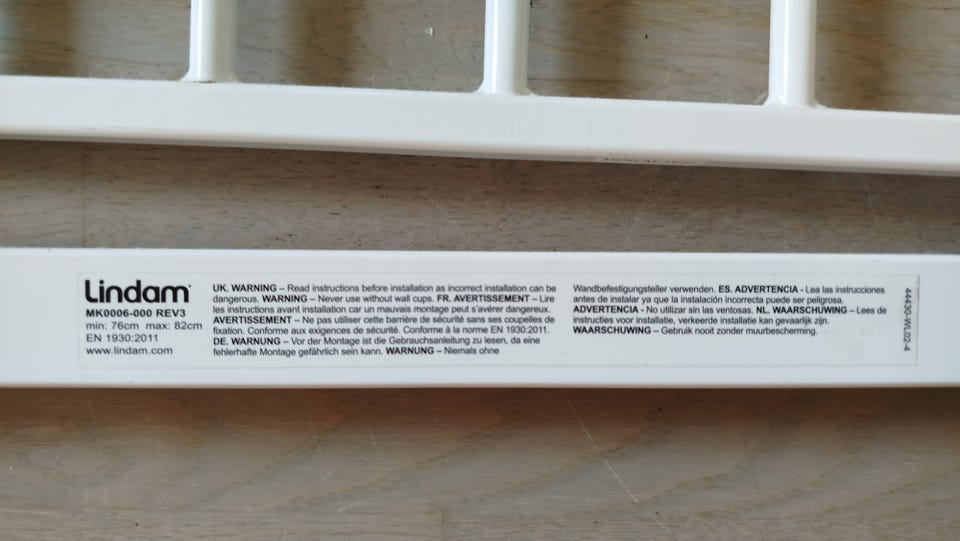 Lindam
MK0006-000 REV3
min: 76cm max: 82cm
EN 1930:2011
www.lindam.com
UK. WARNING – Read instructions before installation as incorrect installation can be
dangerous. WARNING – Never use without wall cups. FR. AVERTISSEMENT – Lire
les instructions avant installation car un mauvais montage peut s'avérer dangereux.
AVERTISSEMENT – Ne pas utiliser cette barrière de sécurité sans ses coupelles de
fixation. Conforme aux exigences de sécurité. Conforme à la norme EN 1930:2011.
DE. WARNUNG – Vor der Montage ist die Gebrauchsanleitung zu lesen, da eine
fehlerhafte Montage gefährlich sein kann. WARNUNG – Niemals ohne
Wandbefestigungsteller verwenden. ES. ADVERTENCIA - Lea las instrucciones
antes de instalar ya que la instalación incorrecta puede ser peligrosa.
ADVERTENCIA - No utilizar sin las ventosas. NL. WAARSCHUWING – Lees de
instructies voor installatie, verkeerde installatie kan gevaarlijk zijn.
WAARSCHUWING – Gebruik nooit zonder muurbescherming.
44430-WL02-4